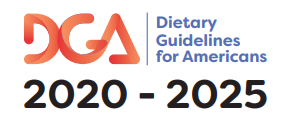 DGA
Dietary
Guidelines
for Americans
2020 - 2025